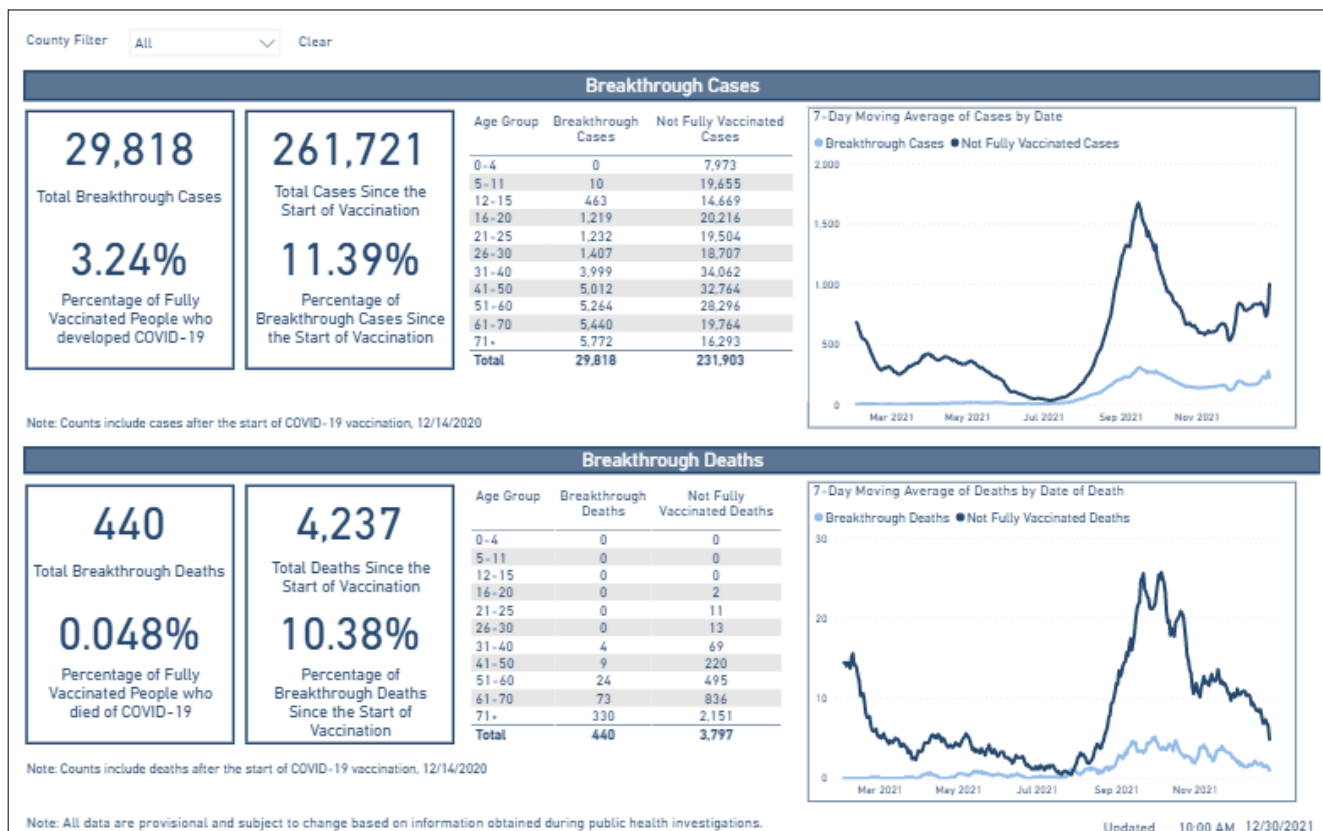 County Filter All Clear
Breakthrough Cases
29,818
Total Breakthrough Cases
3.24%
Percentage of Fully
Vaccinated People who
developed COVID-19
261,721
Total Cases Since the
Start of Vaccination
11.39%
Percentage of
Breakthrough Cases Since
the Start of Vaccination
Age Group Breakthrough Cases Not Fully Vaccinated Cases
0-4 0 7,973
5-11 10 19,655
12-15 463 14,669
16-20 1,219 20,216
21-25 1,232 19,504
26-30 1,407 18,707
31-40 3,999 34,062
41-50 5,012 32,764
51-60 5,264 28,296
61-70 5,440 19,764
71+ 5,772 16,293
Total 29,818 231,903
7-Day Moving Average of Cases by Date
Breakthrough Cases Not Fully Vaccinated Cases
2,000
1,500
1,000
500
0
Mar 2021 May 2021 Jul 2021 Sep 2021 Nov 2021
Note: Counts include cases after the start of COVID-19 vaccination, 12/14/2020
Breakthrough Deaths
440
Total Breakthrough Deaths
0.048%
Percentage of Fully
Vaccinated People who
died of COVID-19
4,237
Total Deaths Since the
Start of Vaccination
10.38%
Percentage of
Breakthrough Deaths
Since the Start of
Vaccination
Age Group Breakthrough Deaths Not Fully Vaccinated Deaths
0-4 0 0
5-11 0 0
12-15 0 0
16-20 0 2
21-25 0 11
26-30 0 13
31-40 4 69
41-50 9 220
51-60 24 495
61-70 73 836
71+ 330 2,151
Total 440 3,797
7-Day Moving Average of Deaths by Date of Death
Breakthrough Deaths Not Fully Vaccinated Deaths
30
20
10
0
Mar 2021 May 2021 Jul 2021 Sep 2021 Nov 2021
Note: Counts include deaths after the start of COVID-19 vaccination, 12/14/2020
Note: All data are provisional and subject to change based on information obtained during public health investigations.
Updated 10:00 AM 12/30/2021